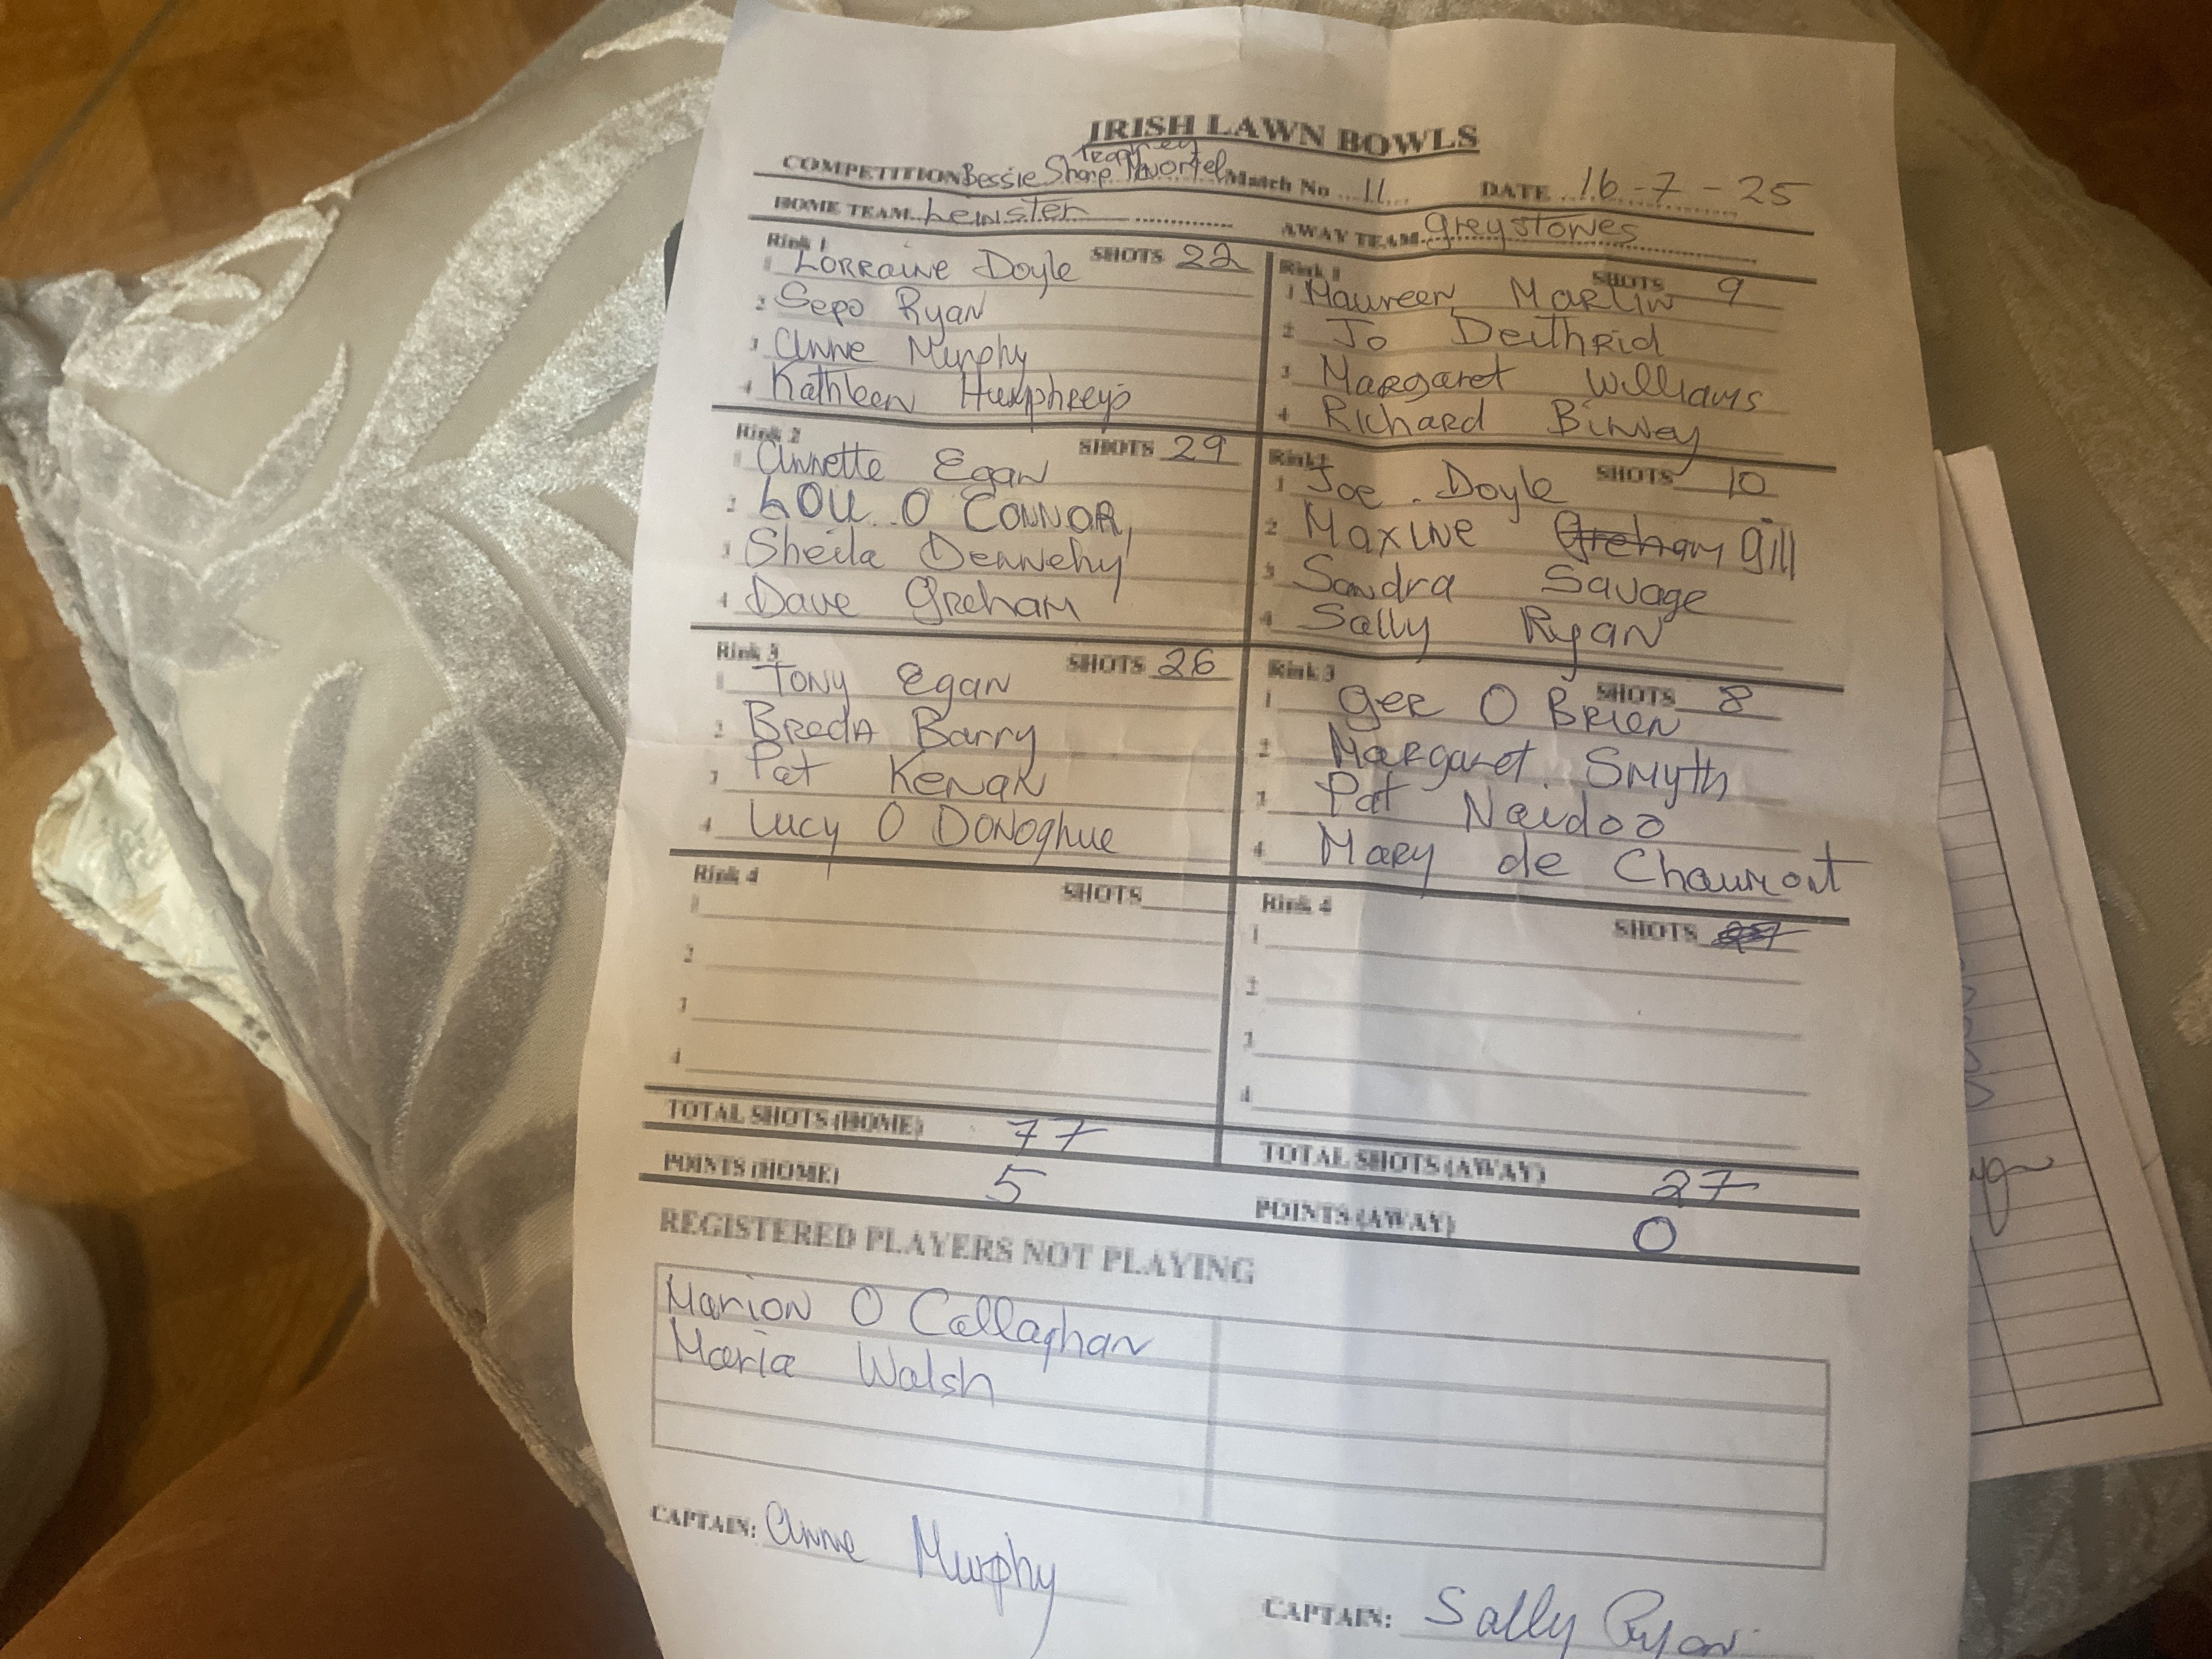 IRISH LAWN BOWLS
Trophey
COMPETITION Bessie Sharp Match No 11 DATE 16-7-25
HOME TEAM Leinster AWAY TEAM Greystones
Rink 1 SHOTS 22
1 Lorraine Doyle
2 Sepo Ryan
3 Anne Murphy
4 Kathleen Humphreys
Rink 1 SHOTS 9
1 Maureen Martin
2 Jo Deithrid
3 Margaret Williams
4 Richard Binney
Rink 2 SHOTS 29
1 Annette Egan
2 LOU O CONNOR,
3 Sheila Dennehy
4 Dave Greham
Rink 2 SHOTS 10
1 Joe . Doyle
2 Maxine Greham Gill
3 Sandra Savage
4 Sally Ryan
Rink 3 SHOTS 26
1 Tony Egan
2 Breda Barry
3 Pat Kenan
4 Lucy O Donoghue
Rink 3 SHOTS 8
1 Ger O Brien
2 Margaret Smyth
3 Pat Naidoo
4 Mary de Chaumont
Rink 4 SHOTS
1
2
3
4
Rink 4 SHOTS
1
2
3
4
TOTAL SHOTS (HOME) 77
TOTAL SHOTS (AWAY) 27
POINTS (HOME) 5
POINTS (AWAY) 0
REGISTERED PLAYERS NOT PLAYING
Marion O Callaghan
Maria Walsh
CAPTAIN: Anne Murphy
CAPTAIN: Sally Ryan